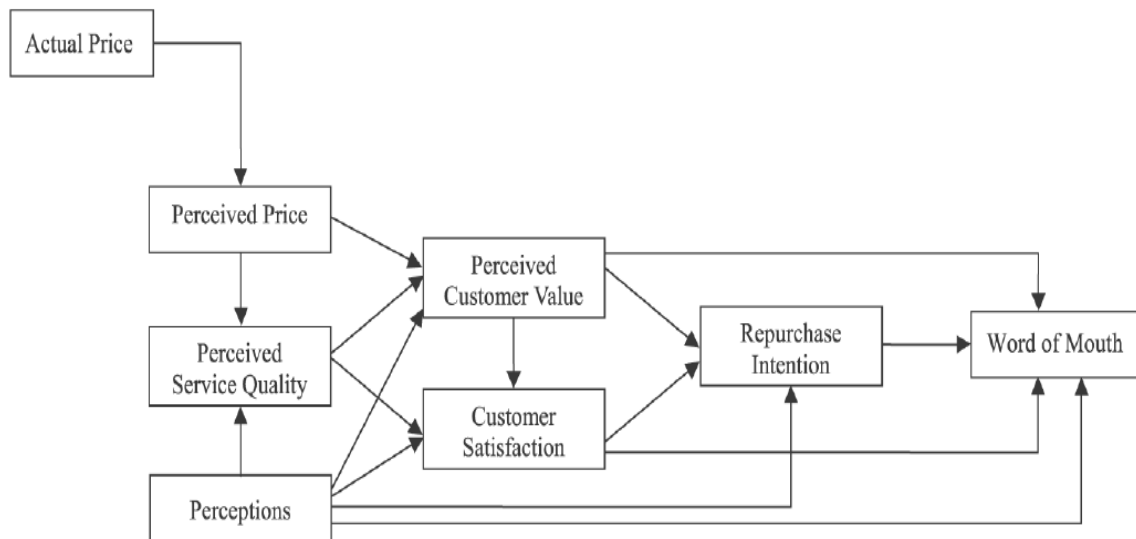 Actual Price
Perceived Price
Perceived
Service Quality
Perceptions
Perceived
Customer Value
Customer
Satisfaction
Repurchase
Intention
Word of Mouth